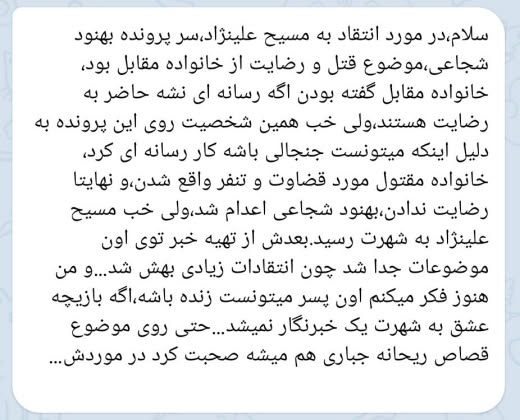 سلام،در مورد انتقاد به مسیح علینژاد،سر پرونده بهنود
شجاعی،موضوع قتل و رضایت از خانواده مقابل بود،
خانواده مقابل گفته بودن اگه رسانه ای نشه حاضر به
رضایت هستند،ولی خب همین شخصیت روی این پرونده به
دلیل اینکه میتونست جنجالی باشه کار رسانه ای کرد،
خانواده مقتول مورد قضاوت و تنفر واقع شدن،و نهایتا
رضایت ندادن،بهنود شجاعی اعدام شد،ولی خب مسیح
علینژاد به شهرت رسید.بعدش از تهیه خبر توی اون
موضوعات جدا شد چون انتقادات زیادی بهش شد...و من
هنوز فکر میکنم اون پسر میتونست زنده باشه،اگه بازیچه
عشق به شهرت یک خبرنگار نمیشد...حتی روی موضوع
قصاص ریحانه جباری هم میشه صحبت کرد در موردش...